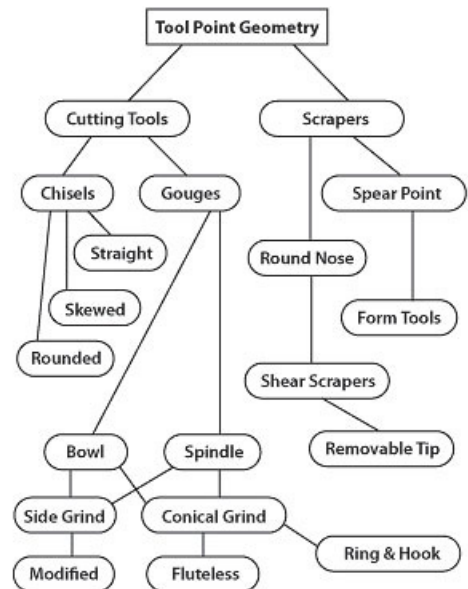 Tool Point Geometry
Cutting Tools
Scrapers
Chisels
Gouges
Spear Point
Straight
Round Nose
Skewed
Form Tools
Rounded
Shear Scrapers
Bowl
Spindle
Removable Tip
Side Grind
Conical Grind
Ring & Hook
Modified
Fluteless